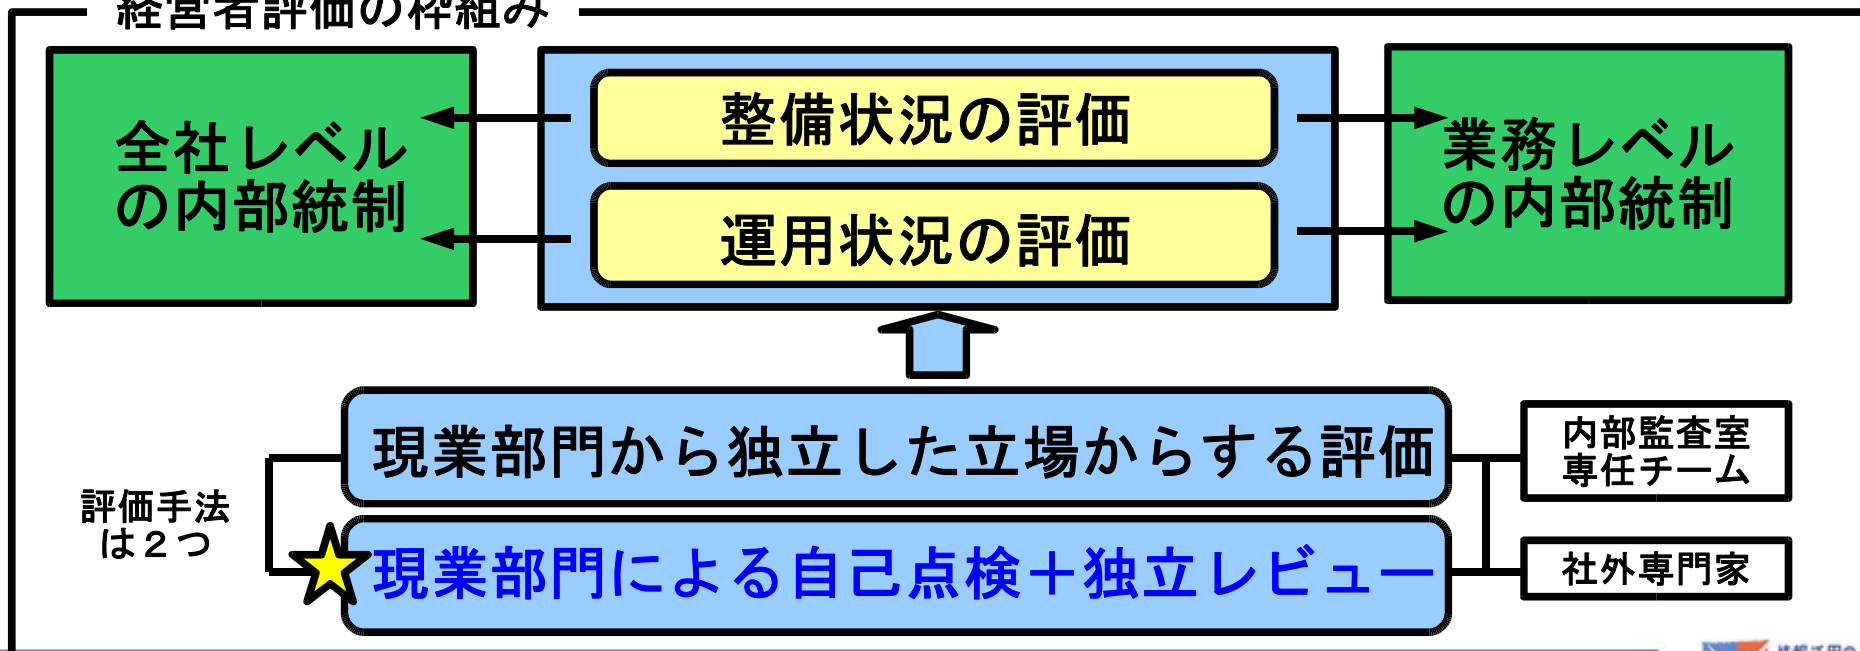 経営者評価の枠組み
全社レベル
の内部統制
整備状況の評価
運用状況の評価
業務レベル
の内部統制
現業部門から独立した立場からする評価
現業部門による自己点検＋独立レビュー
評価手法
は２つ
内部監査室
専任チーム
社外専門家